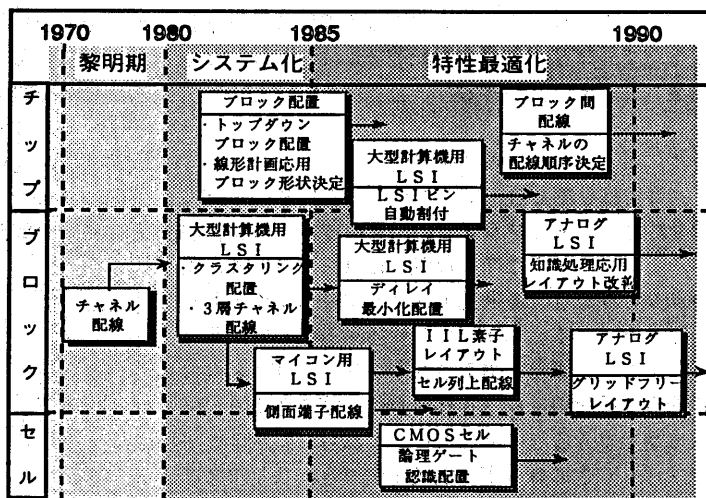 1970 1980 1985 1990
黎明期 システム化 特性最適化
チップ
ブロック配置
・トップダウン
ブロック配置
・線形計画応用
ブロック形状決定
大型計算機用
LSI
LSIピン
自動割付
ブロック間
配線
チャネルの
配線順序決定
ブロック
チャネル
配線
大型計算機用
LSI
・クラスタリング
配置
・3層チャネル
配線
大型計算機用
LSI
ディレイ
最小化配置
アナログ
LSI
知識処理応用
レイアウト改善
マイコン用
LSI
側面端子配線
IIL素子
レイアウト
セル列上配線
アナログ
LSI
グリッドフリー
レイアウト
セル
CMOSセル
論理ゲート
認識配置